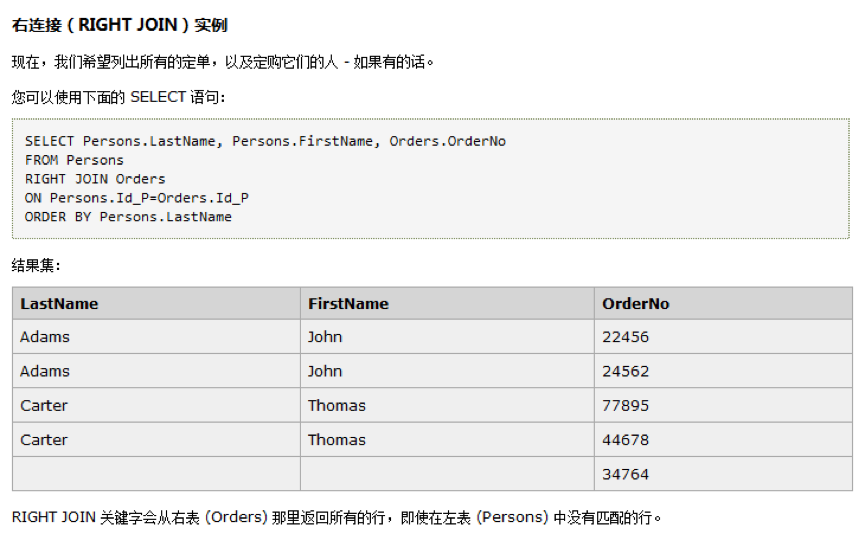 右连接（RIGHT JOIN）实例
现在，我们希望列出所有的定单，以及定购它们的人 - 如果有的话。
您可以使用下面的 SELECT 语句：
SELECT Persons.LastName, Persons.FirstName, Orders.OrderNo
FROM Persons
RIGHT JOIN Orders
ON Persons.Id_P=Orders.Id_P
ORDER BY Persons.LastName
结果集：
LastName FirstName OrderNo
Adams John 22456
Adams John 24562
Carter Thomas 77895
Carter Thomas 44678
34764
RIGHT JOIN 关键字会从右表 (Orders) 那里返回所有的行，即使在左表 (Persons) 中没有匹配的行。